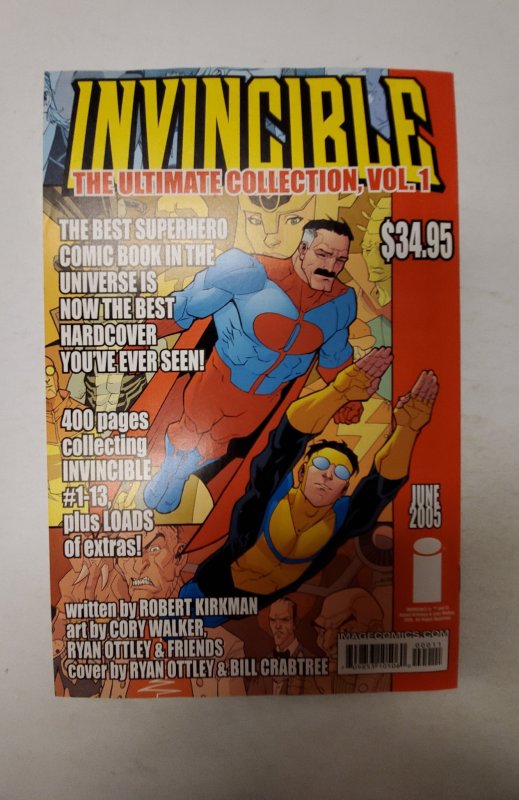 INVINCIBLE
THE ULTIMATE COLLECTION, VOL. 1
$34.95
THE BEST SUPERHERO
COMIC BOOK IN THE
UNIVERSE IS
NOW THE BEST
HARDCOVER
YOU'VE EVER SEEN!
400 pages
collecting
INVINCIBLE
#1-13,
plus LOADS
of extras!
JUNE
2005
written by ROBERT KIRKMAN
art by CORY WALKER,
RYAN OTTLEY & FRIENDS
cover by RYAN OTTLEY & BILL CRABTREE
IMAGECOMICS.COM
00011